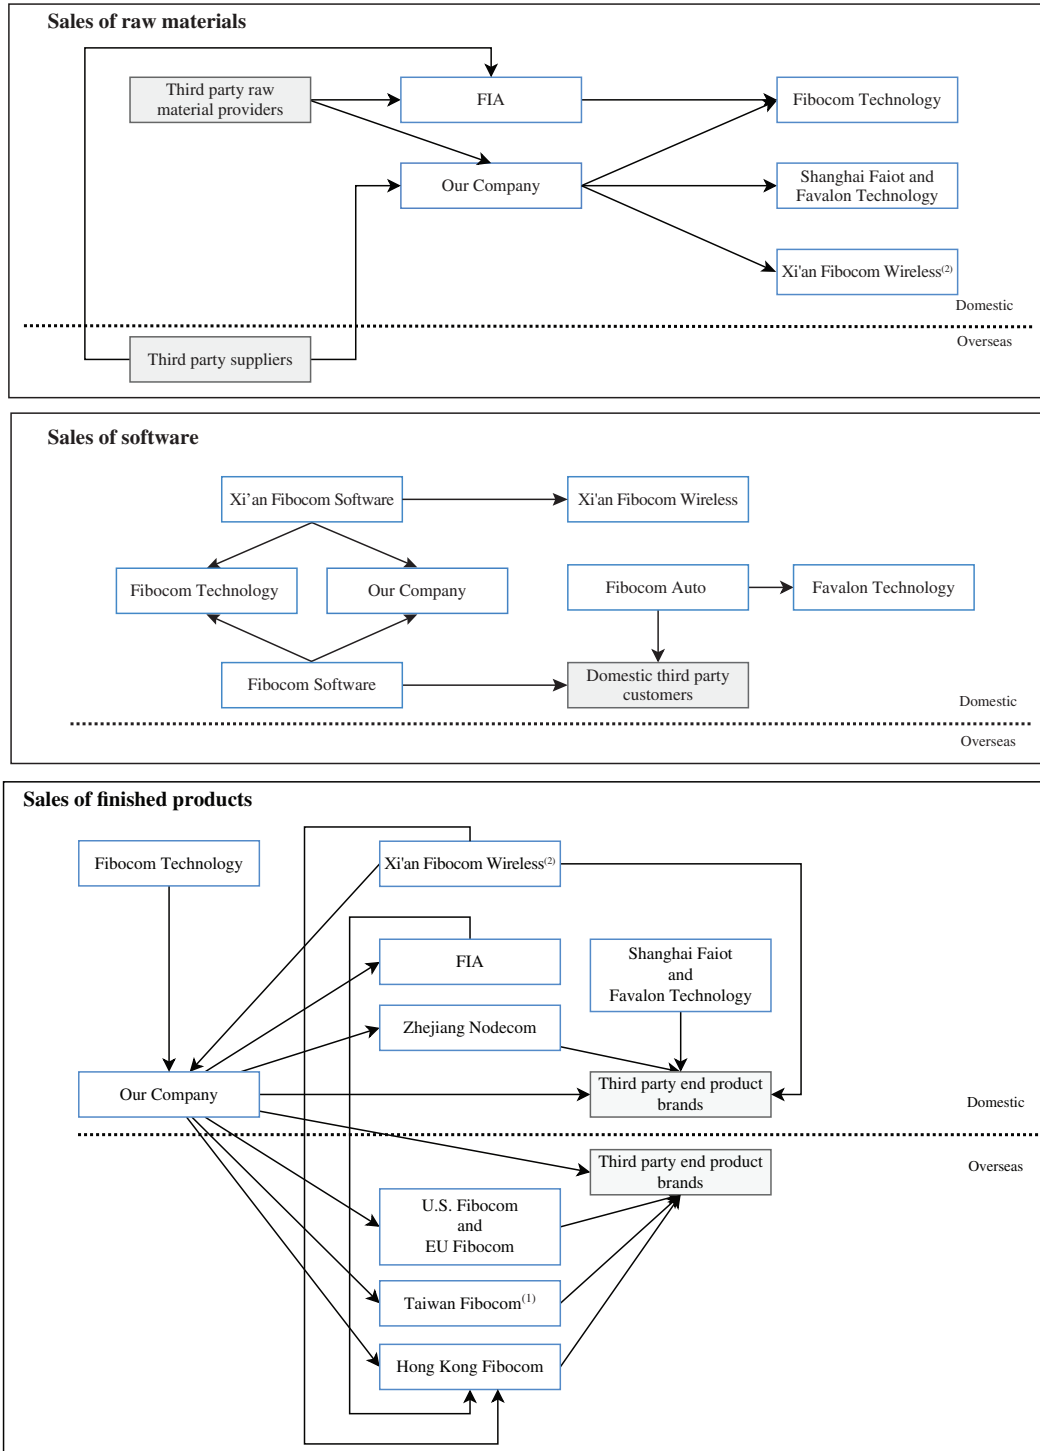 Sales of raw materials
Third party raw
material providers
FIA
Fibocom Technology
Our Company
Shanghai Faiot and
Favalon Technology
Xi'an Fibocom Wireless(2)
Domestic
Overseas
Third party suppliers
Sales of software
Xi’an Fibocom Software
Xi'an Fibocom Wireless
Fibocom Technology
Our Company
Fibocom Auto
Favalon Technology
Fibocom Software
Domestic third party
customers
Domestic
Overseas
Sales of finished products
Fibocom Technology
Xi'an Fibocom Wireless(2)
FIA
Shanghai Faiot
and
Favalon Technology
Zhejiang Nodecom
Our Company
Third party end product
brands
Domestic
Overseas
Third party end product
brands
U.S. Fibocom
and
EU Fibocom
Taiwan Fibocom(1)
Hong Kong Fibocom